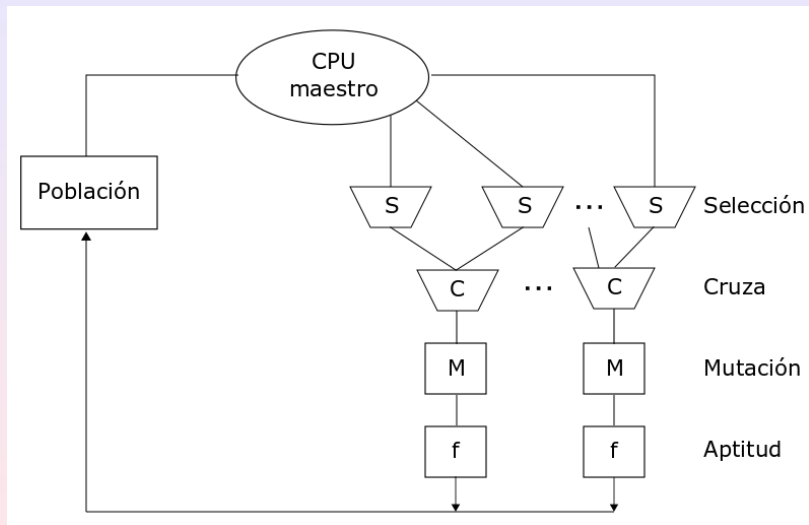 CPU
maestro
Población
S S ... S Selección
C ... C Cruza
M M Mutación
f f Aptitud